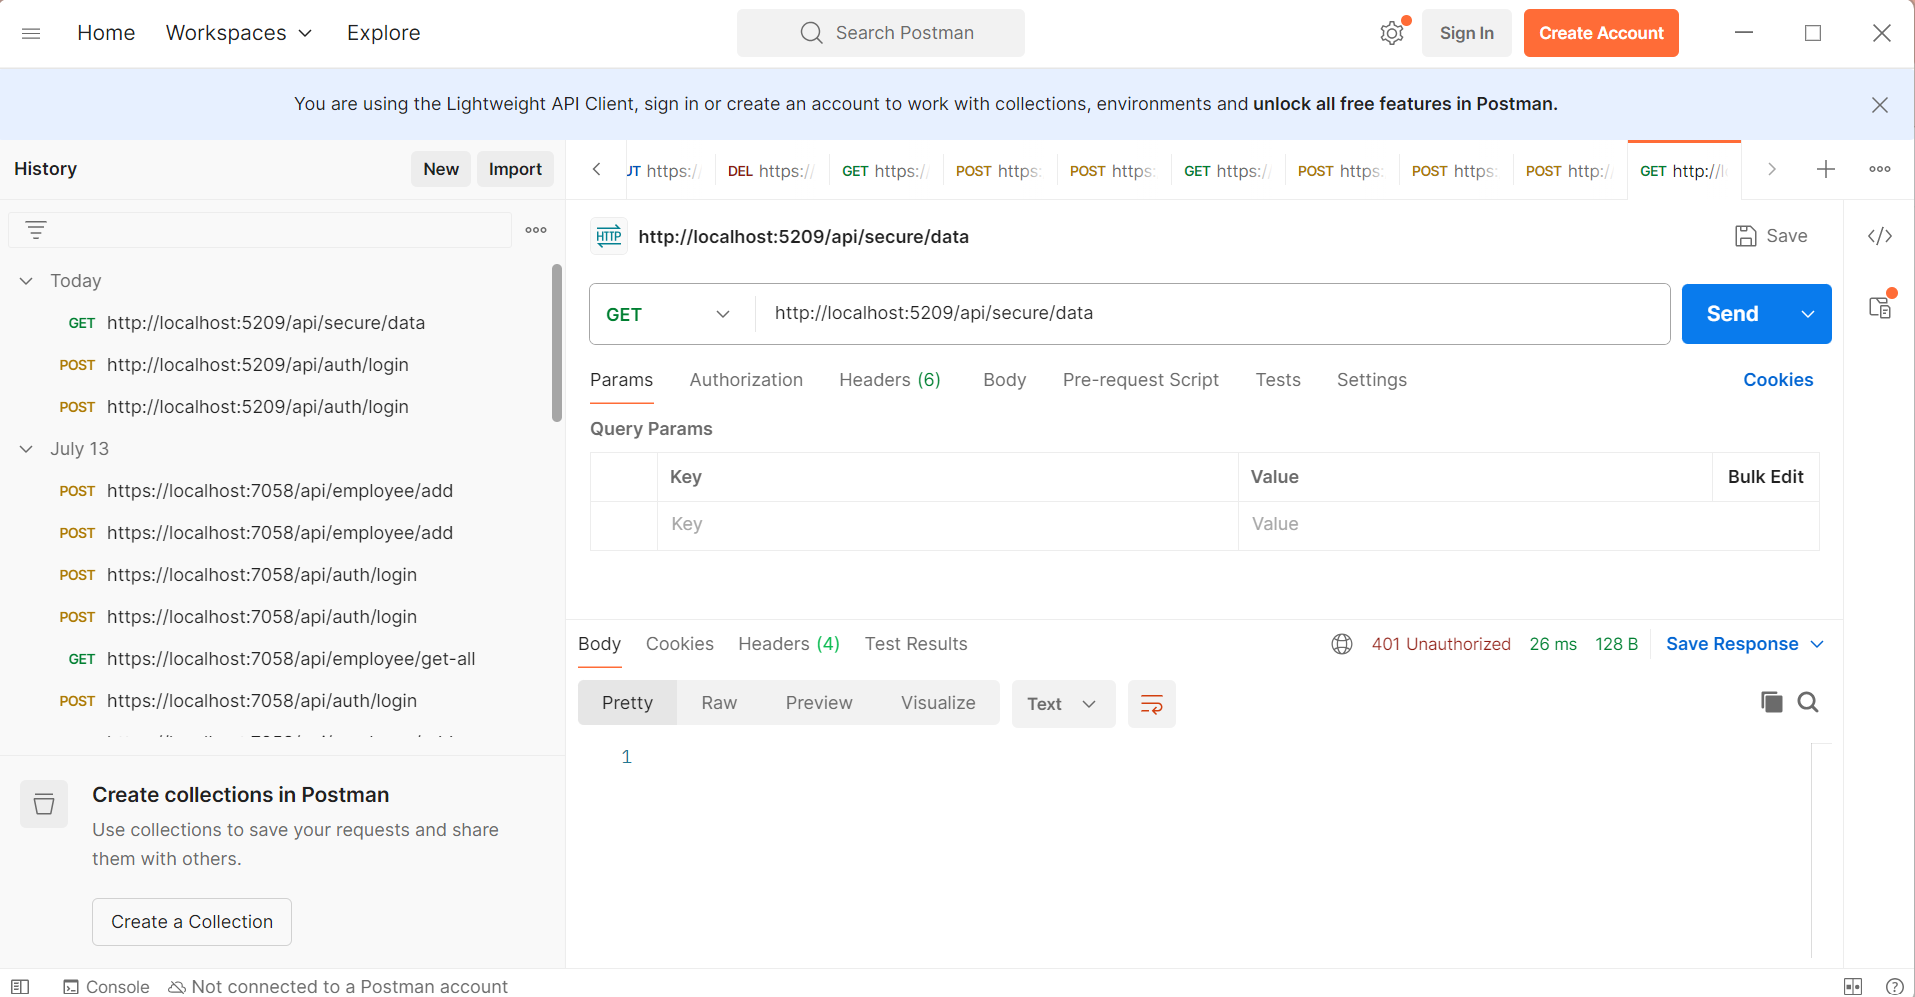 Home Workspaces Explore Search Postman Sign In Create Account
You are using the Lightweight API Client, sign in or create an account to work with collections, environments and unlock all free features in Postman.
History New Import
UT https:/ DEL https:/ GET https:/ POST https: POST https: GET https:/ POST https: POST https: POST http:/ GET http://l
HTTP http://localhost:5209/api/secure/data Save
Today
GET http://localhost:5209/api/secure/data
POST http://localhost:5209/api/auth/login
POST http://localhost:5209/api/auth/login
July 13
POST https://localhost:7058/api/employee/add
POST https://localhost:7058/api/employee/add
POST https://localhost:7058/api/auth/login
POST https://localhost:7058/api/auth/login
GET https://localhost:7058/api/employee/get-all
POST https://localhost:7058/api/auth/login
Create collections in Postman
Use collections to save your requests and share
them with others.
Create a Collection
GET http://localhost:5209/api/secure/data Send
Params Authorization Headers (6) Body Pre-request Script Tests Settings Cookies
Query Params
Key Value Bulk Edit
Key Value
Body Cookies Headers (4) Test Results 401 Unauthorized 26 ms 128 B Save Response
Pretty Raw Preview Visualize Text
1
Console Not connected to a Postman account